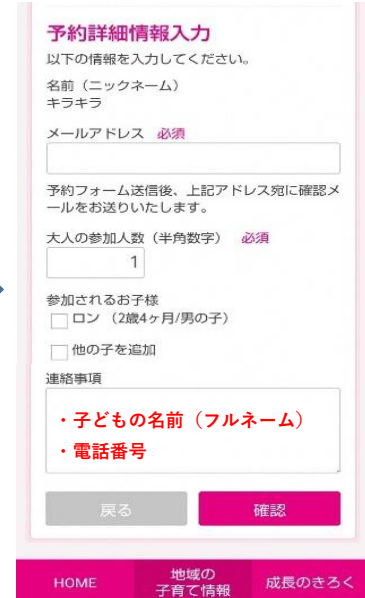 予約詳細情報入力
以下の情報を入力してください。
名前（ニックネーム）
キラキラ
メールアドレス 必須
予約フォーム送信後、上記アドレス宛に確認メ
ールをお送りいたします。
大人の参加人数（半角数字） 必須
1
参加されるお子様
ロン （2歳4ヶ月/男の子）
他の子を追加
連絡事項
・子どもの名前（フルネーム）
・電話番号
戻る 確認
HOME 地域の 成長のきろく
子育て情報